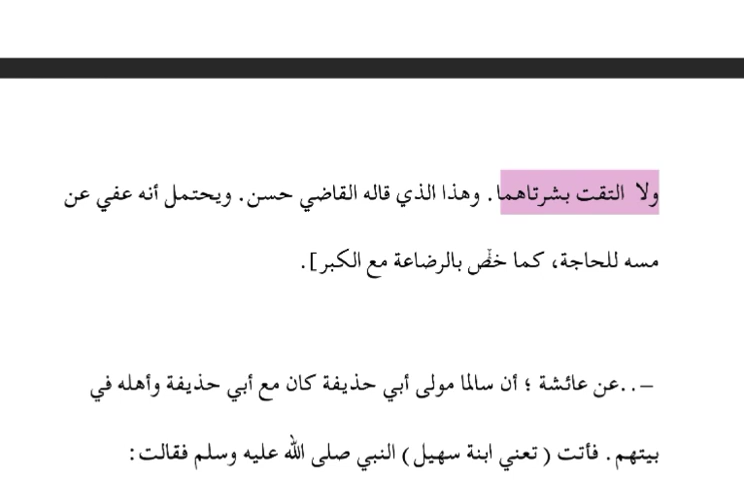 ولا التقت بشرتاهما. وهذا الذي قاله القاضي حسن. ويحتمل أنه عفي عن
مسه للحاجة، كما خُصّ بالرضاعة مع الكبر].
–..عن عائشة ؛ أن سالما مولى أبي حذيفة كان مع أبي حذيفة وأهله في
بيتهم. فأتت (تعني ابنة سهيل) النبي صلى الله عليه وسلم فقالت: